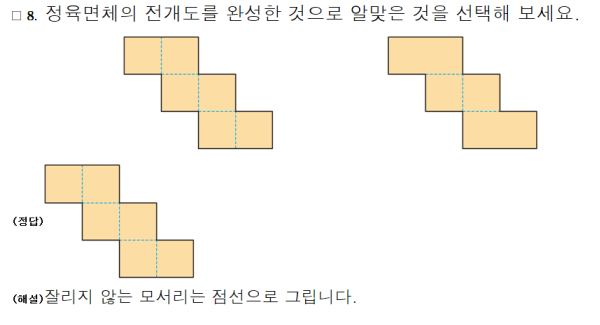 □ 8. 정육면체의 전개도를 완성한 것으로 알맞은 것을 선택해 보세요.
(정답)
(해설)잘리지 않는 모서리는 점선으로 그립니다.